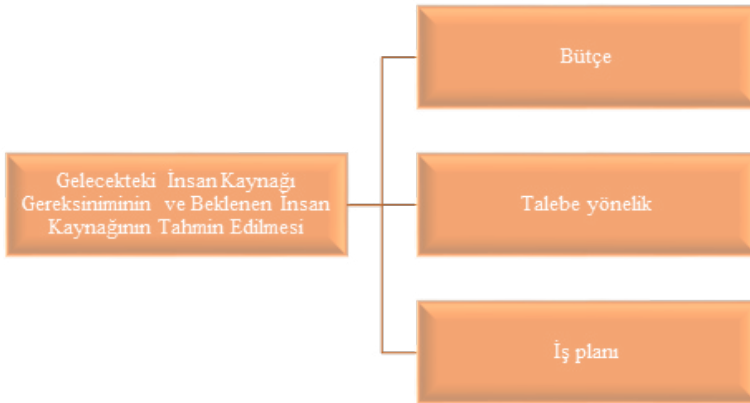 Gelecekteki İnsan Kaynağı
Gereksiniminin ve Beklenen İnsan
Kaynağının Tahmin Edilmesi
Bütçe
Talebe yönelik
İş planı